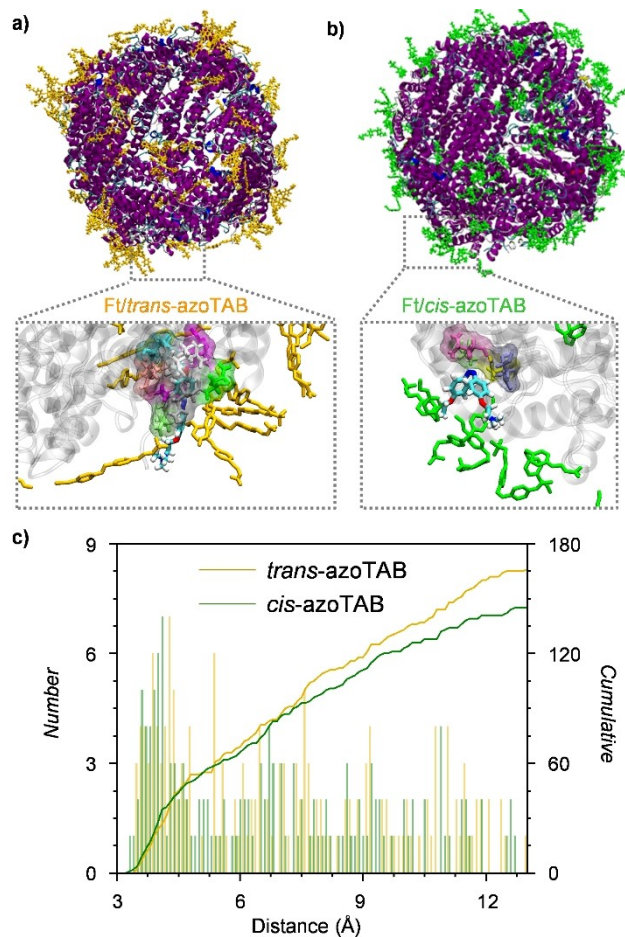 a)
b)
Ft/trans-azoTAB
Ft/cis-azoTAB
c)
9
6
3
0
Number
trans-azoTAB
cis-azoTAB
180
120
60
0
Cumulative
3
6
9
12
Distance (Å)